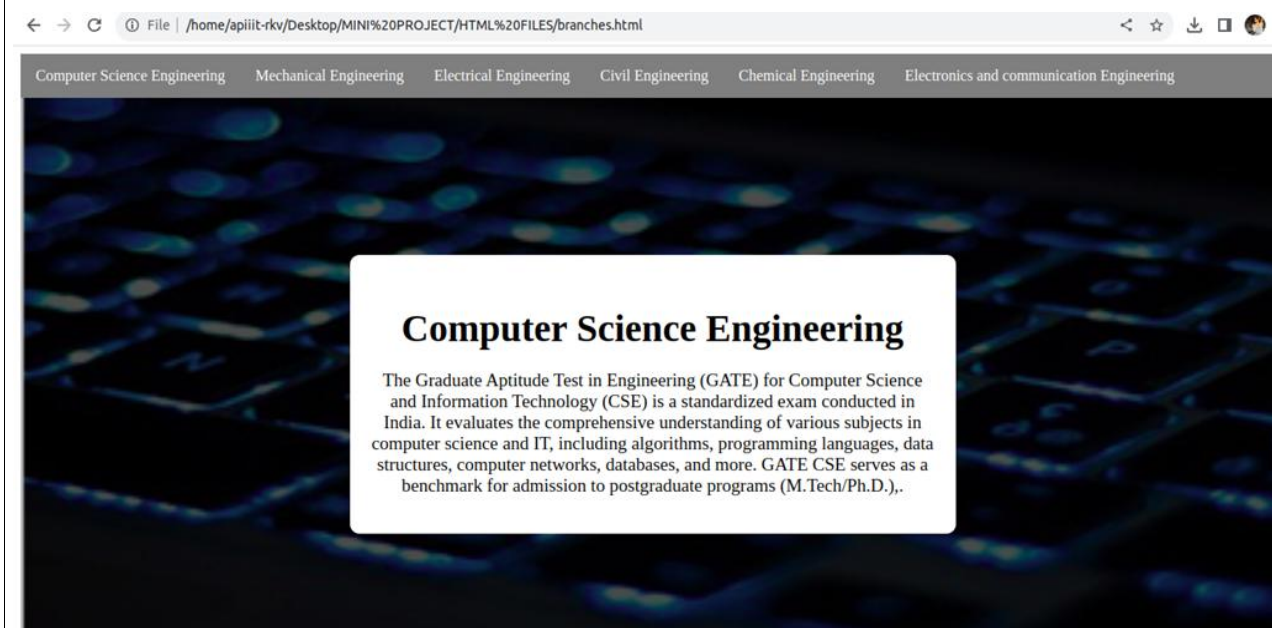 File | /home/apiiit-rkv/Desktop/MINI%20PROJECT/HTML%20FILES/branches.html
Computer Science Engineering Mechanical Engineering Electrical Engineering Civil Engineering Chemical Engineering Electronics and communication Engineering
Computer Science Engineering
The Graduate Aptitude Test in Engineering (GATE) for Computer Science
and Information Technology (CSE) is a standardized exam conducted in
India. It evaluates the comprehensive understanding of various subjects in
computer science and IT, including algorithms, programming languages, data
structures, computer networks, databases, and more. GATE CSE serves as a
benchmark for admission to postgraduate programs (M.Tech/Ph.D.),.